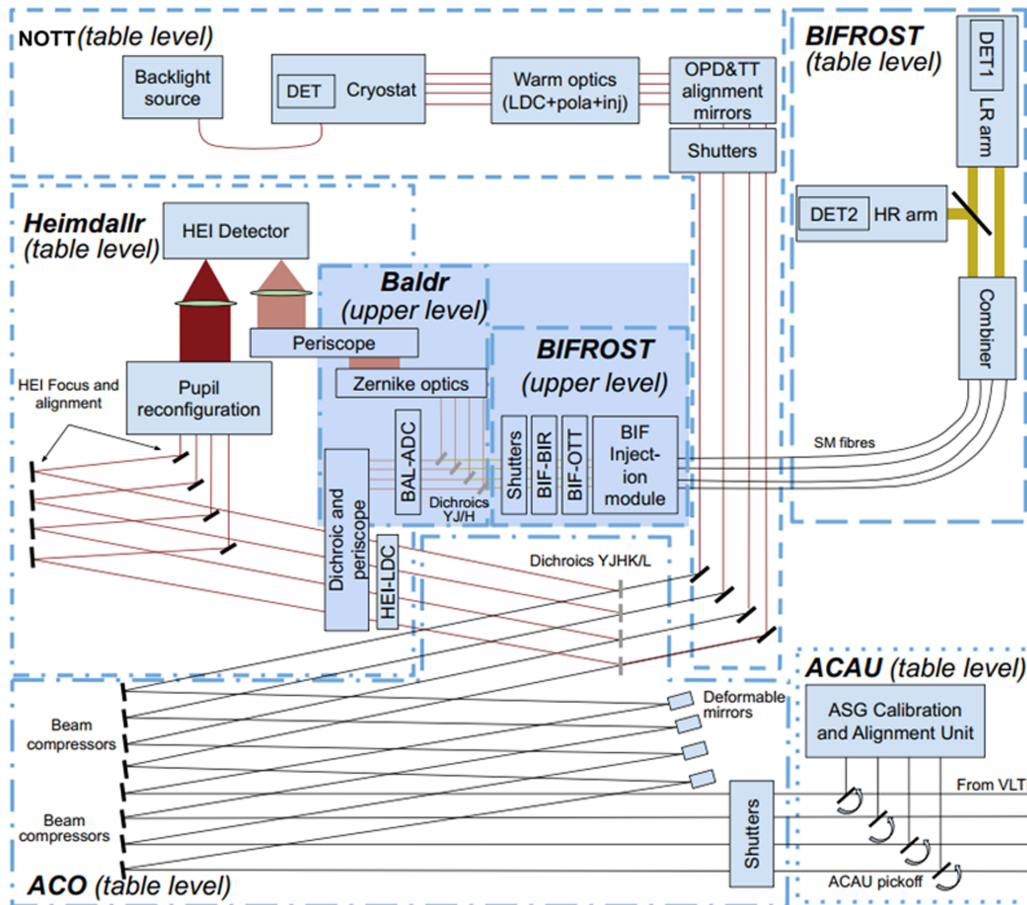 NOTT (table level)
Backlight
source
DET
Cryostat
Warm optics
(LDC+pola+inj)
OPD&TT
alignment
mirrors
Shutters
BIFROST
(table level)
DET1
LR arm
DET2
HR arm
Combiner
SM fibres
Heimdallr
(table level)
HEI Detector
Baldr
(upper level)
Periscope
Zernike optics
BIFROST
(upper level)
HEI Focus and
alignment
Pupil
reconfiguration
Dichroic and
periscope
BAL-ADC
Dichroics
YJ/H
Shutters
BIF-BIR
BIF-OTT
BIF
Inject-
ion
module
HEI-LDC
Dichroics YJHK/L
Beam
compressors
Beam
compressors
Deformable
mirrors
Shutters
ACO (table level)
ACAU (table level)
ASG Calibration
and Alignment Unit
From VLTI
ACAU pickoff